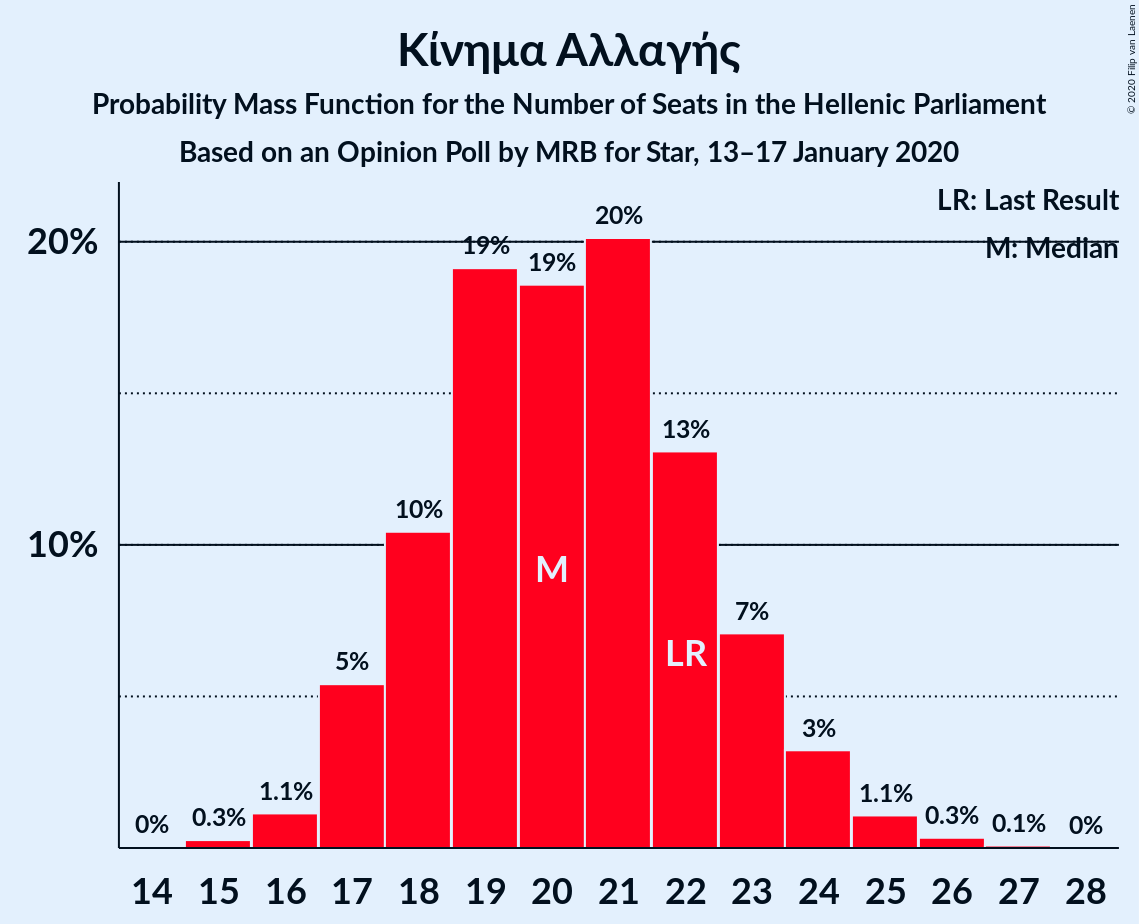 Κίνημα Αλλαγής
Probability Mass Function for the Number of Seats in the Hellenic Parliament
Based on an Opinion Poll by MRB for Star, 13–17 January 2020
© 2020 Filip van Laenen
LR: Last Result
M: Median
20%
10%
0%
0.3%
1.1%
5%
10%
19%
19%
20%
13%
7%
3%
1.1%
0.3%
0.1%
0%
M
LR
14 15 16 17 18 19 20 21 22 23 24 25 26 27 28